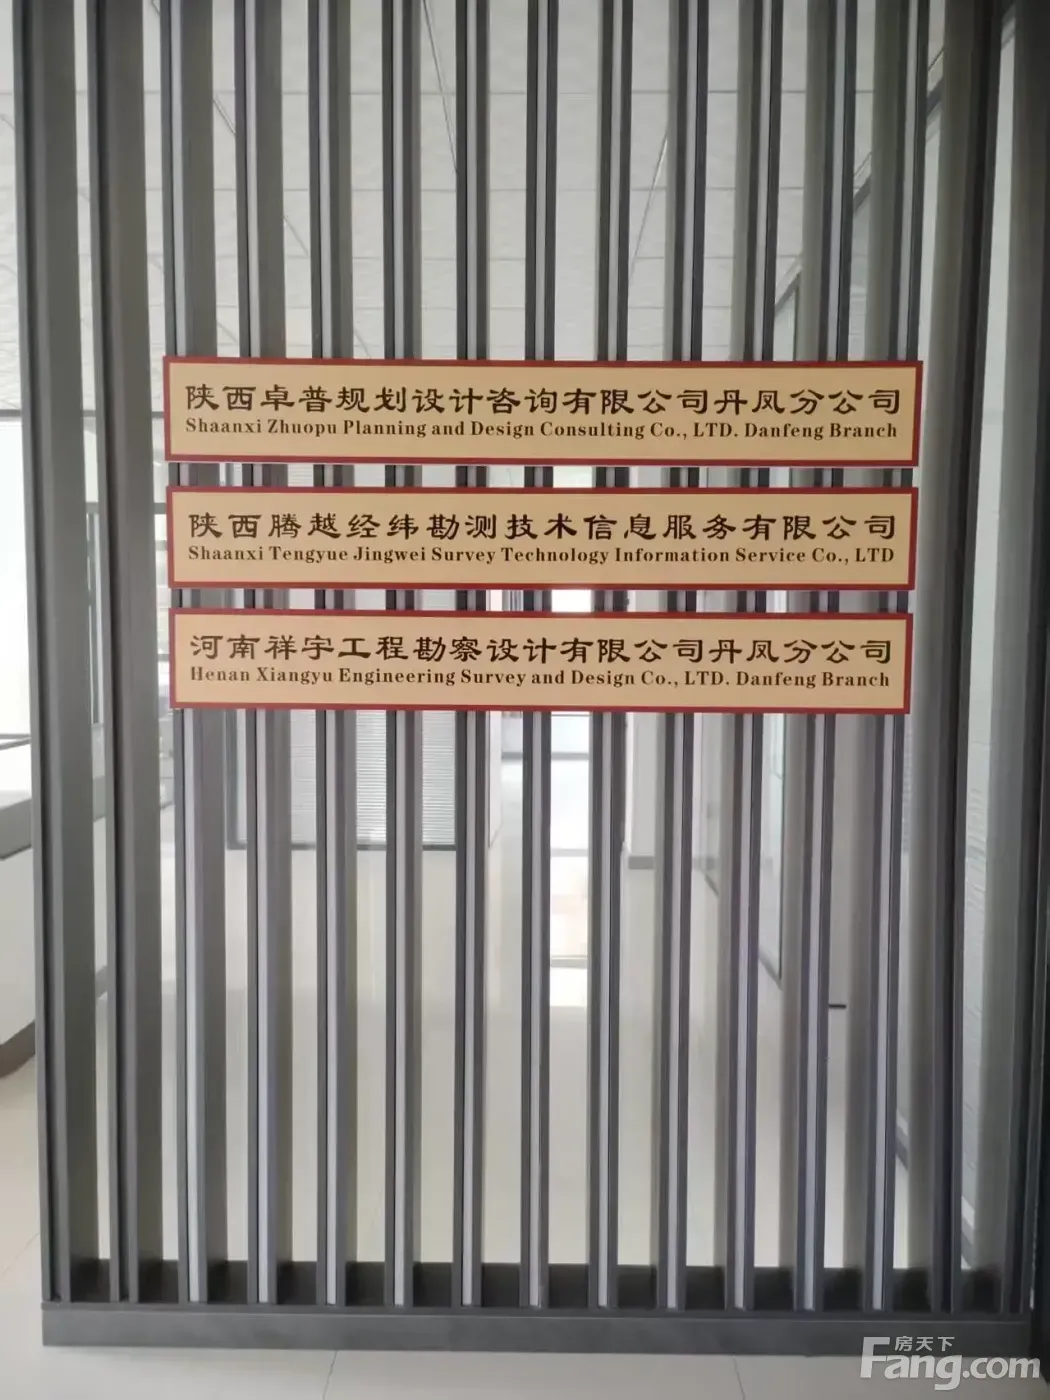 陕西卓普规划设计咨询有限公司丹凤分公司
Shaanxi Zhuopu Planning and Design Consulting Co., LTD. Danfeng Branch
陕西腾越经纬勘测技术信息服务有限公司
Shaanxi Tengyue Jingwei Survey Technology Information Service Co., LTD
河南祥宇工程勘察设计有限公司丹凤分公司
Henan Xiangyu Engineering Survey and Design Co., LTD. Danfeng Branch
房天下
Fang.com